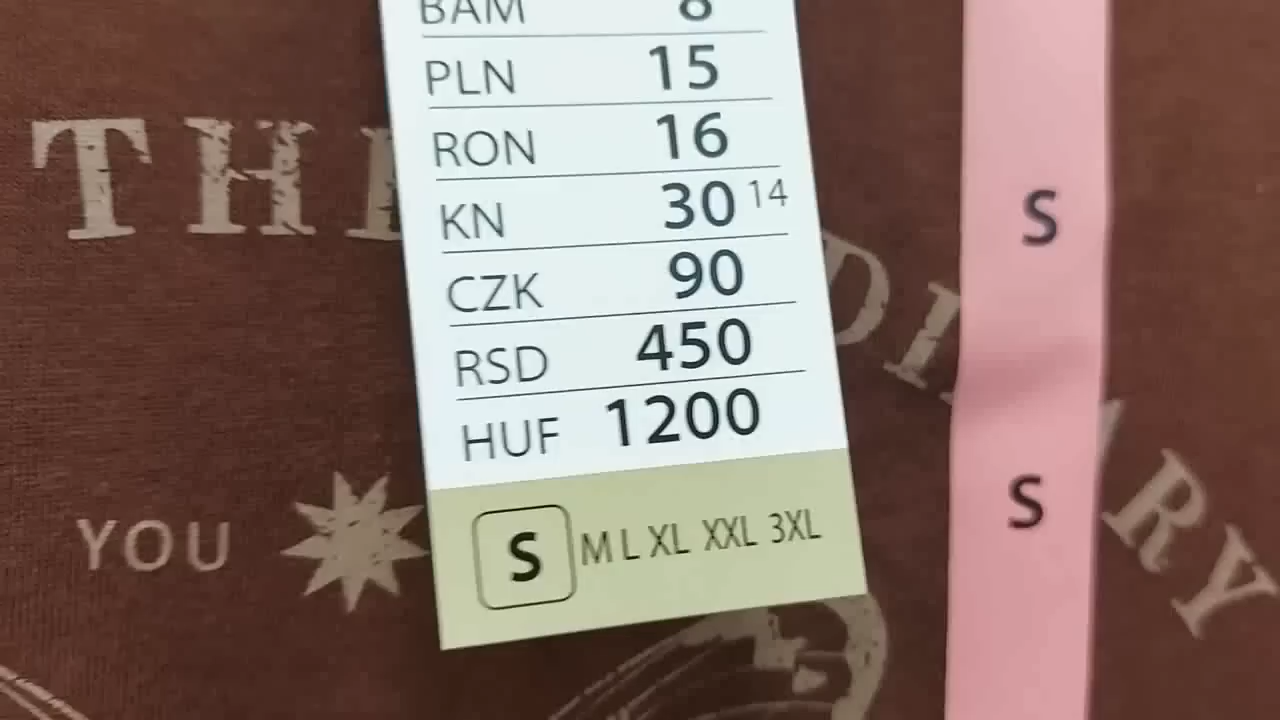 BAM 8
PLN 15
RON 16
KN 30 14
CZK 90
RSD 450
HUF 1200
S M L XL XXL 3XL
S
S
YOU